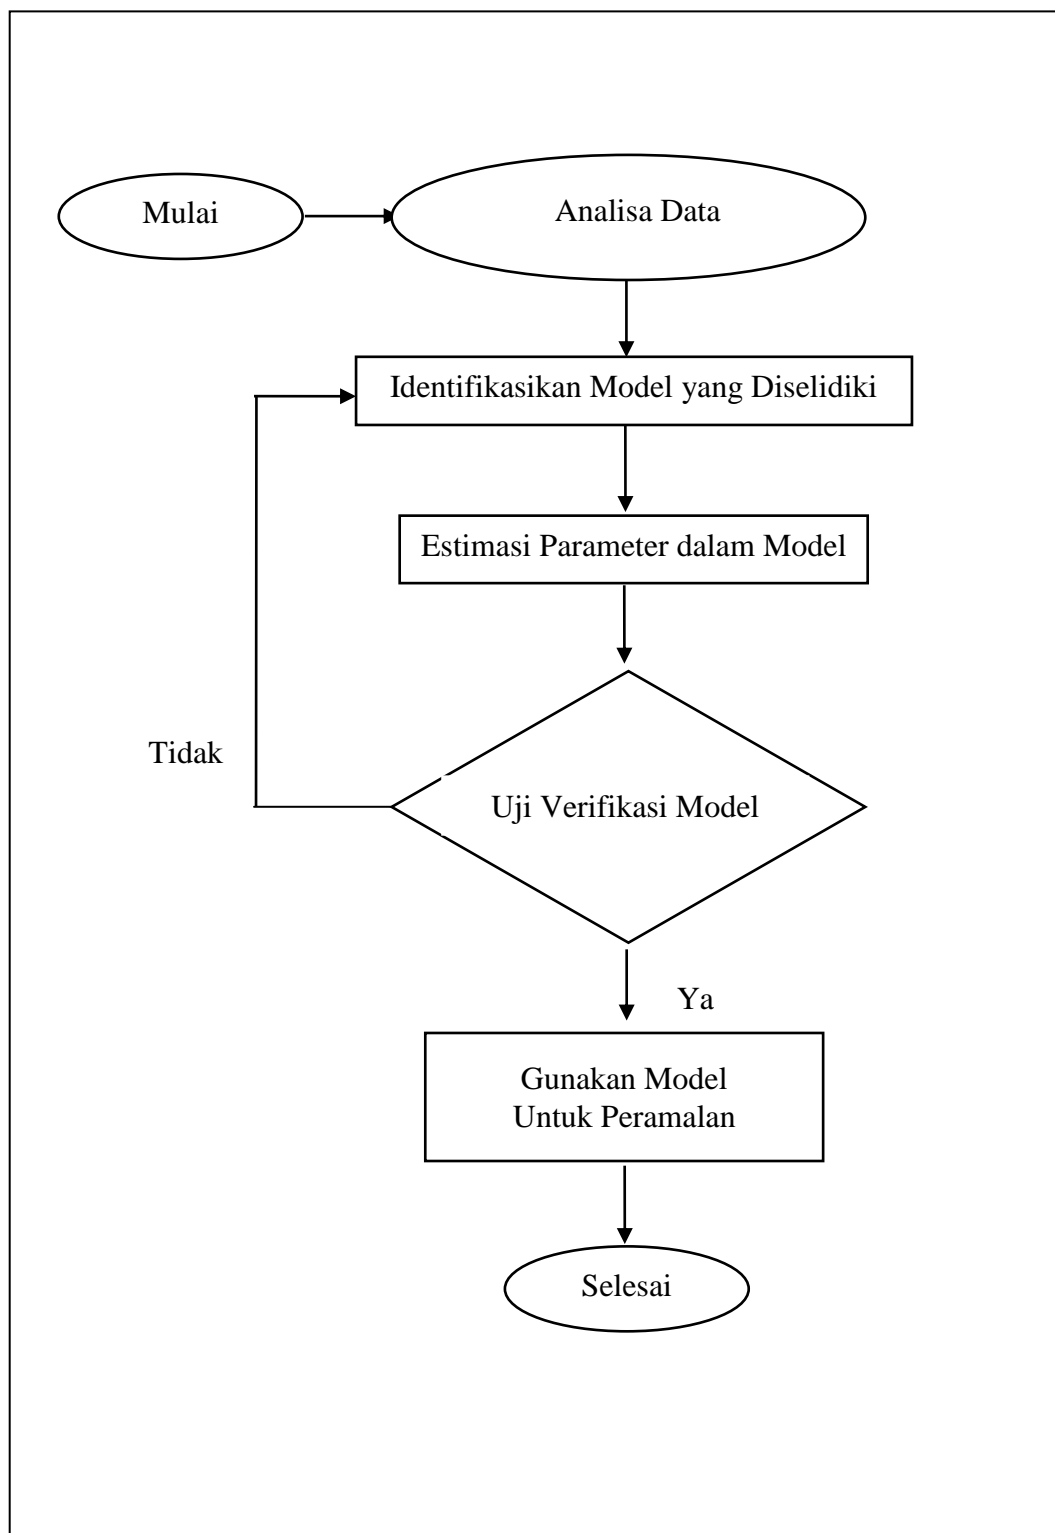 Mulai
Analisa Data
Identifikasikan Model yang Diselidiki
Estimasi Parameter dalam Model
Tidak
Uji Verifikasi Model
Ya
Gunakan Model
Untuk Peramalan
Selesai